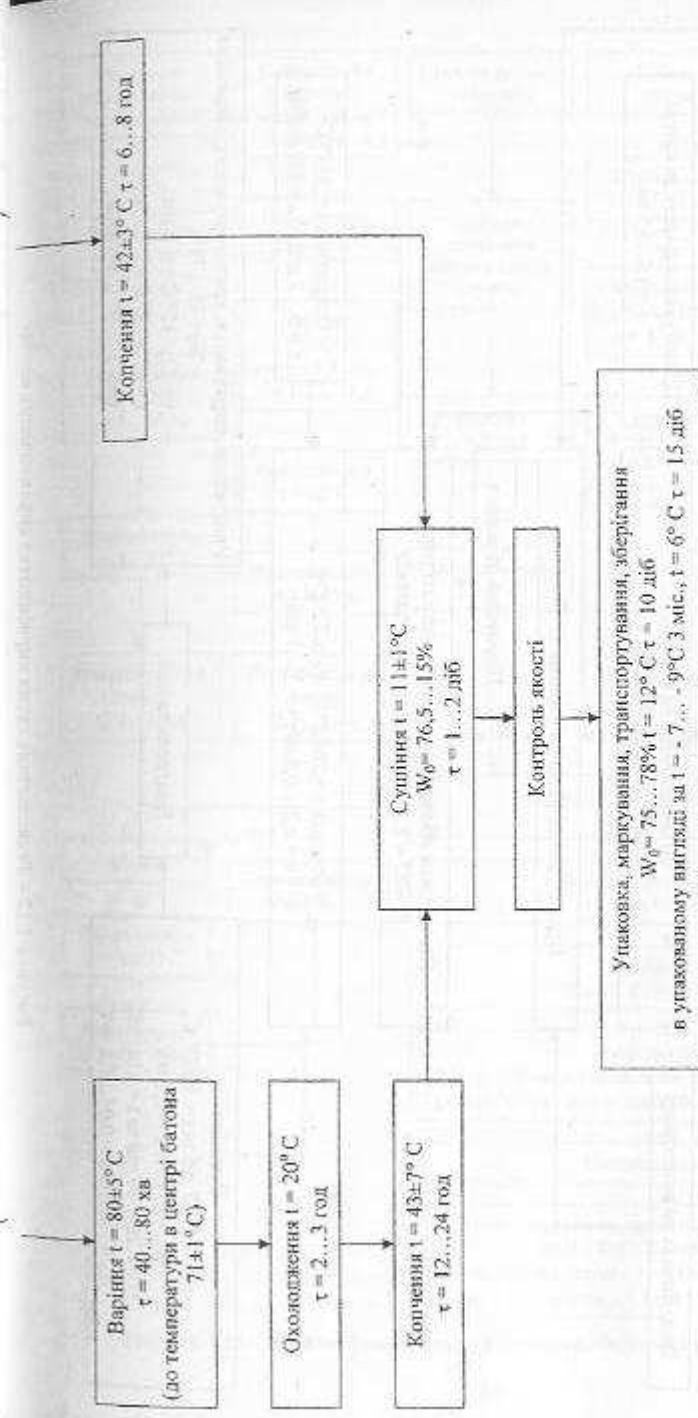 Варіння t = 80±5° C
τ = 40...80 хв
(до температури в центрі батона
71±1° C)
Охолодження t = 20⁰ C
τ = 2...3 год
Копчення t = 43±7° C
τ = 12...24 год
Копчення t = 42±3° C τ = 6...8 год
Сушіння t = 11±1°C
W₀= 76,5...15%
τ = 1...2 діб
Контроль якості
Упаковка, маркування, транспортування, зберігання
W₀= 75...78% t = 12° C τ = 10 діб
в упакованому вигляді за t = - 7... - 9°C 3 міс., t = 6° C τ = 15 діб